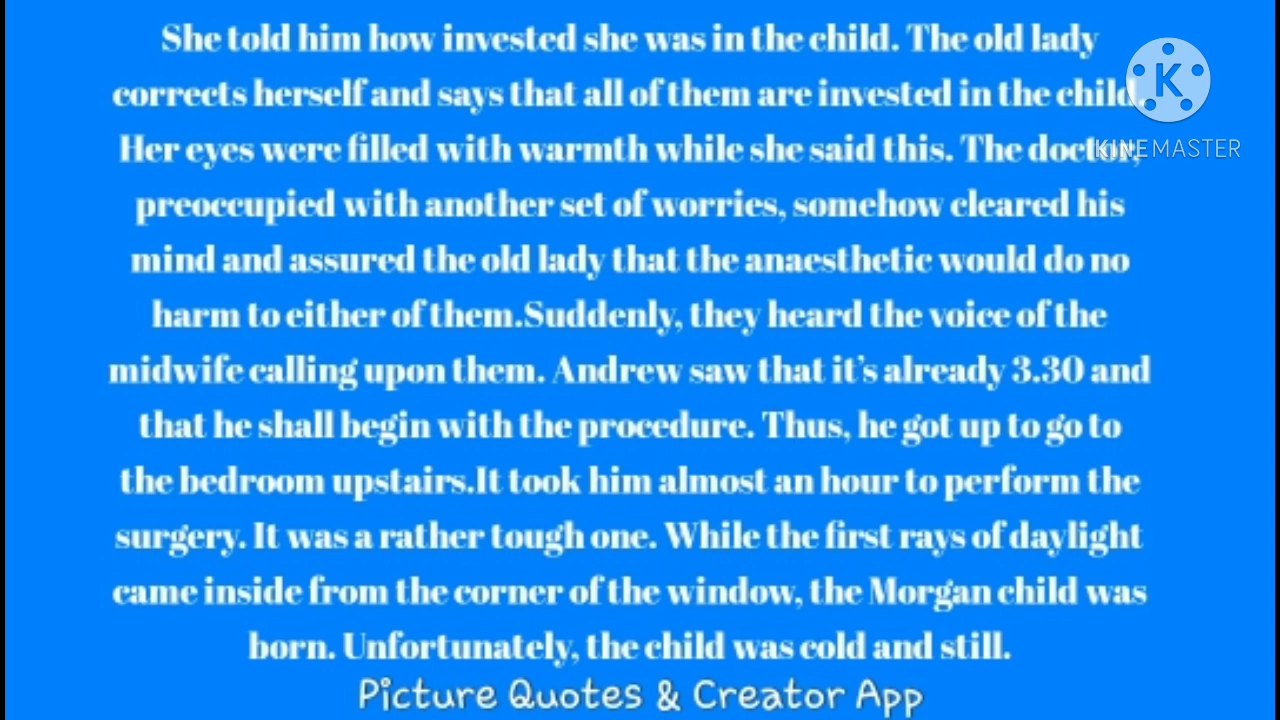 She told him how invested she was in the child. The old lady
corrects herself and says that all of them are invested in the child.
Her eyes were filled with warmth while she said this. The doctor,
preoccupied with another set of worries, somehow cleared his
mind and assured the old lady that the anaesthetic would do no
harm to either of them.Suddenly, they heard the voice of the
midwife calling upon them. Andrew saw that it’s already 3.30 and
that he shall begin with the procedure. Thus, he got up to go to
the bedroom upstairs.It took him almost an hour to perform the
surgery. It was a rather tough one. While the first rays of daylight
came inside from the corner of the window, the Morgan child was
born. Unfortunately, the child was cold and still.
Picture Quotes & Creator App
K
KINEMASTER